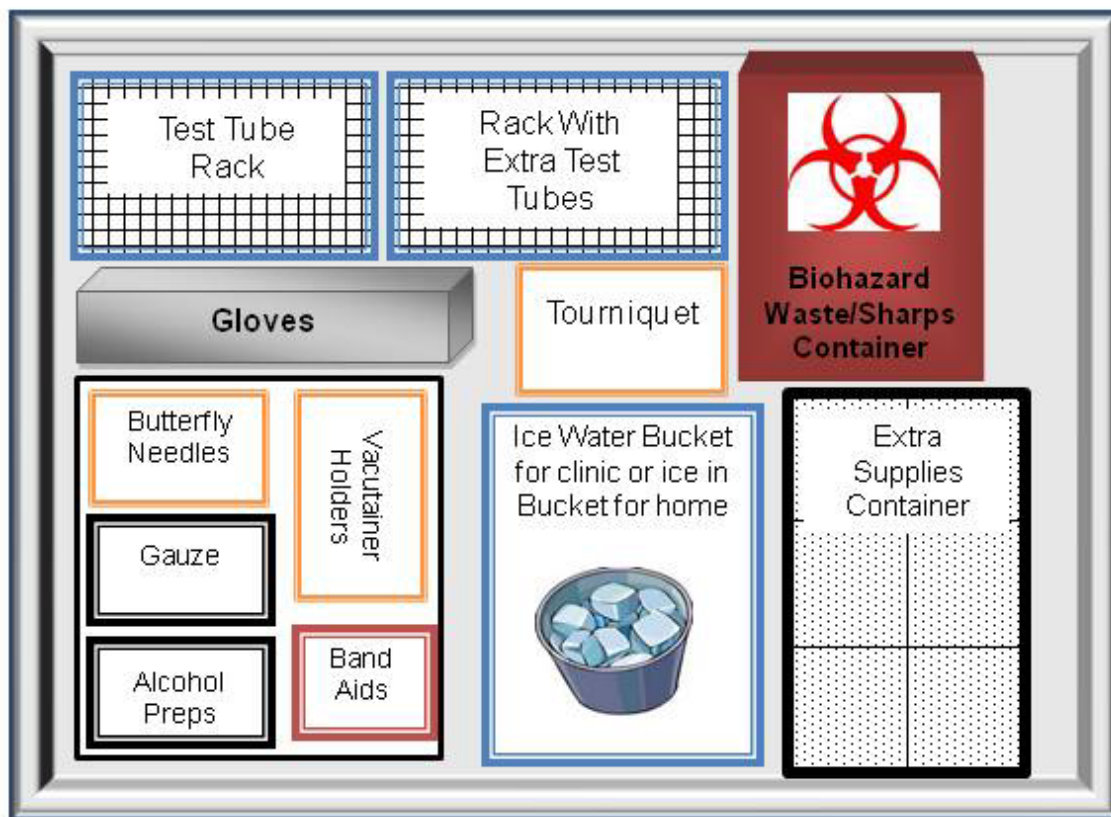 Test Tube
Rack
Rack With
Extra Test
Tubes
Biohazard
Waste/Sharps
Container
Gloves
Tourniquet
Butterfly
Needles
Vacutainer
Holders
Gauze
Alcohol
Preps
Band
Aids
Ice Water Bucket
for clinic or ice in
Bucket for home
Extra
Supplies
Container